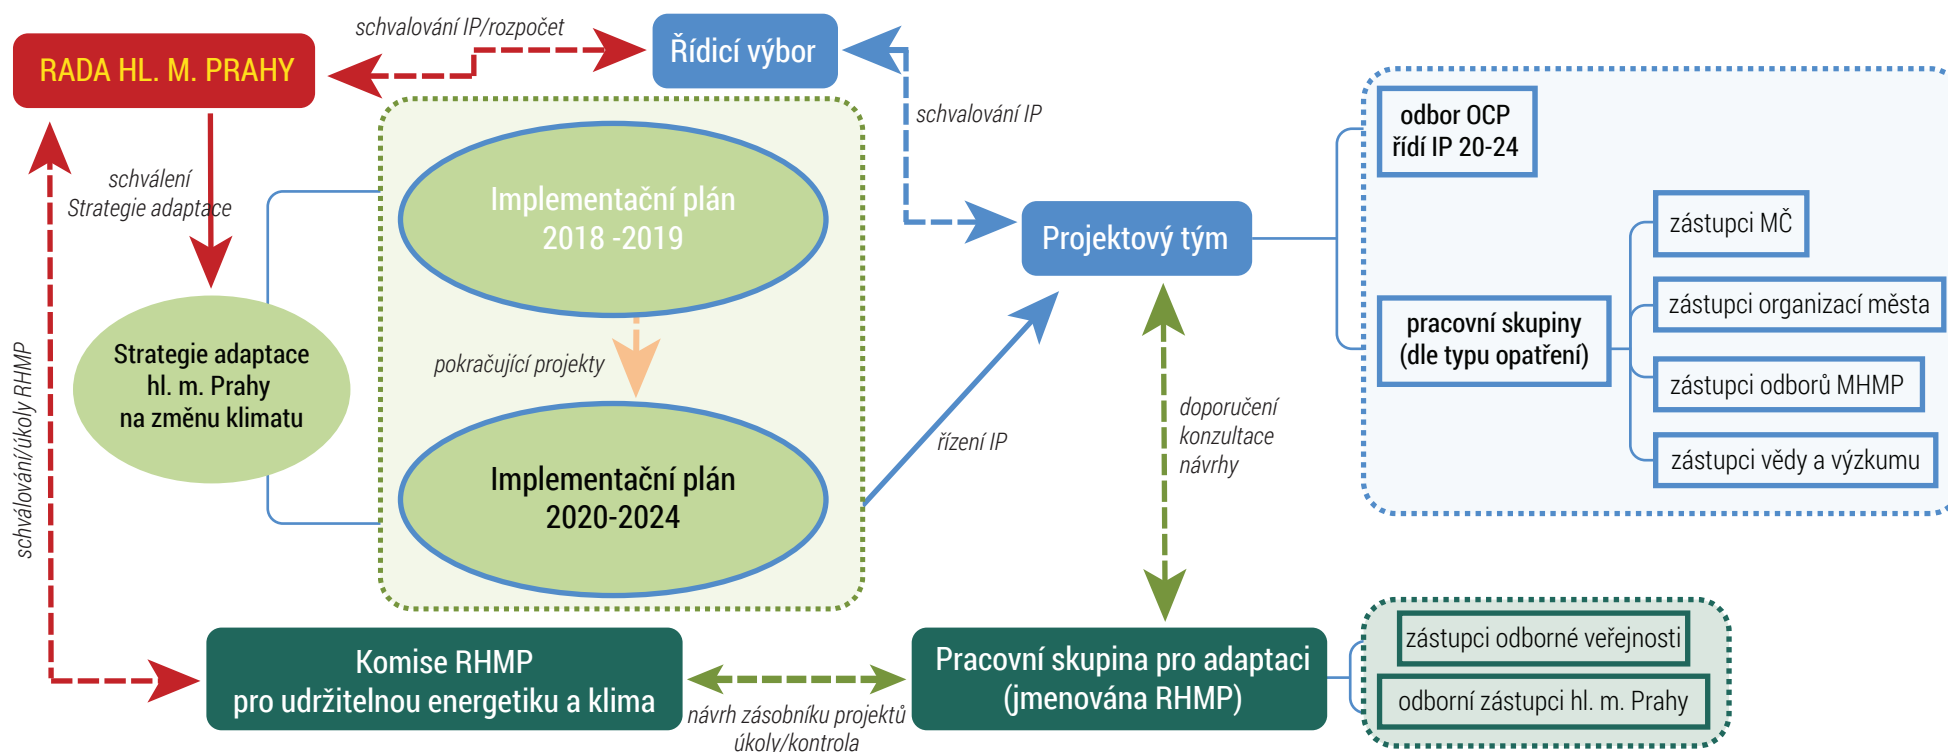 schvalování IP/rozpočet
RADA HL. M. PRAHY
Řídicí výbor
schvalování IP
schválení
Strategie adaptace
Implementační plán
2018 -2019
pokračující projekty
Implementační plán
2020-2024
Strategie adaptace
hl. m. Prahy
na změnu klimatu
schvàlování/úkoly RHMP
řízení IP
Projektový tým
odbor OCP
řídí IP 20-24
pracovní skupiny
(dle typu opatření)
zástupci MČ
zástupci organizací města
zástupci odborů MHMP
zástupci vědy a výzkumu
doporučení
konzultace
návrhy
Komise RHMP
pro udržitelnou energetiku a klima
návrh zásobníku projektů
úkoly/kontrola
Pracovní skupina pro adaptaci
(jmenována RHMP)
zástupci odborné veřejnosti
odborní zástupci hl. m. Prahy